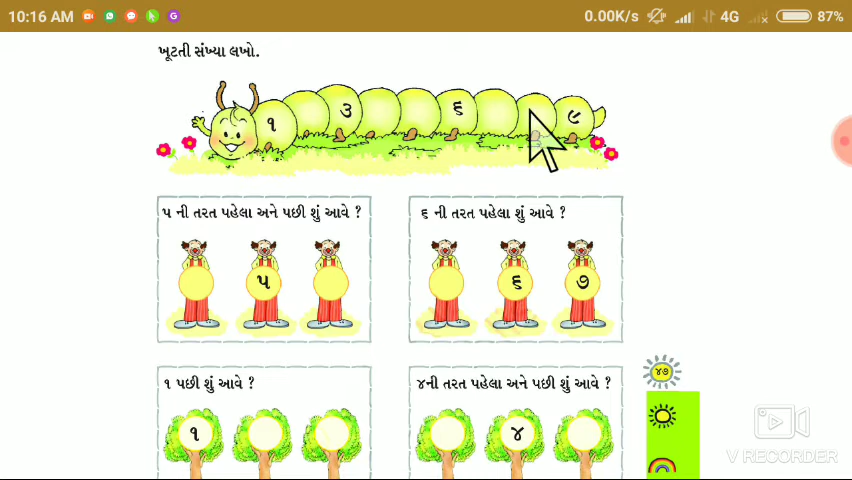 10:16 AM 0.00K/s 4G 87%
ખૂટતી સંખ્યા લખો.
૧ ૩ ૬ ૯
૫ ની તરત પહેલા અને પછી શું આવે ?
૫
૬ ની તરત પહેલા શું આવે ?
૬ ૭
૧ પછી શું આવે ?
૧
૪ની તરત પહેલા અને પછી શું આવે ?
૪
૪૭
V RECORDER